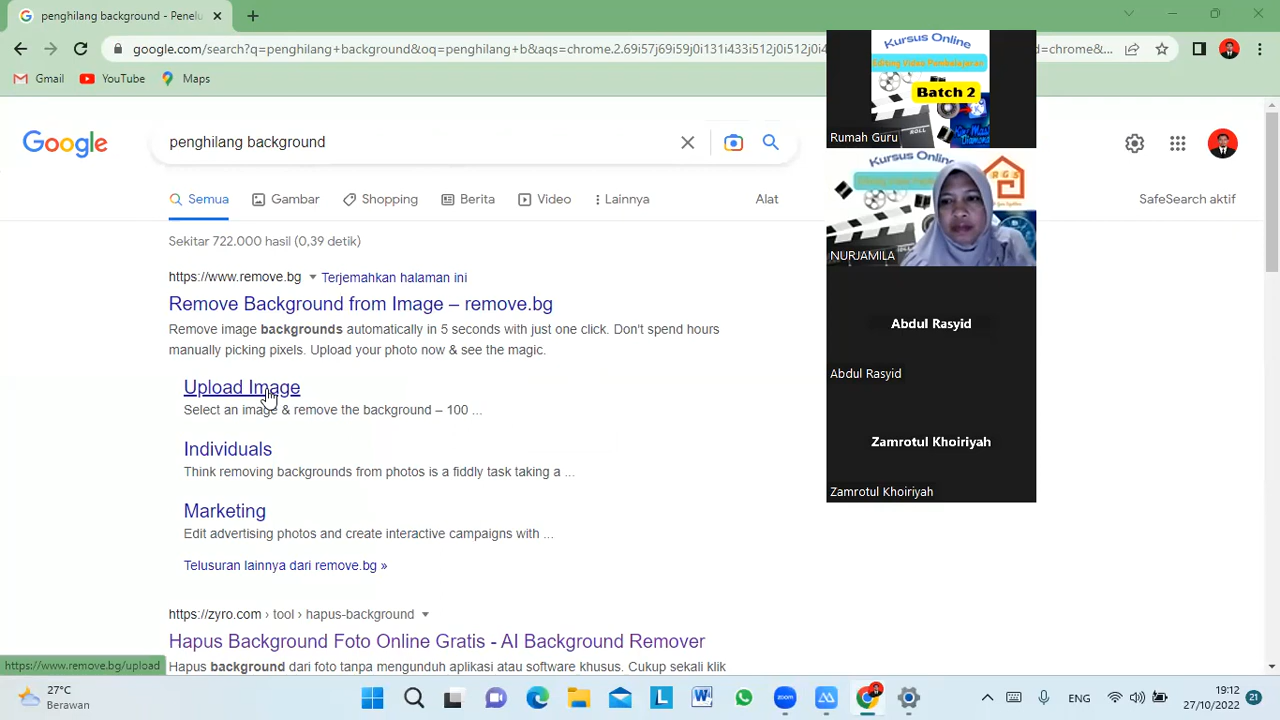 penghilang background - Penelu
google.com/search?q=penghilang+background&oq=penghilang+b&aqs=chrome.2.69i57j69i59j0i131i433i512j0i512j0i4
d=chrome&...
Gmail
YouTube
Maps
Google
penghilang background
Semua
Gambar
Shopping
Berita
Video
Lainnya
Alat
SafeSearch aktif
Sekitar 722.000 hasil (0,39 detik)
https://www.remove.bg
Terjemahkan halaman ini
Remove Background from Image – remove.bg
Remove image backgrounds automatically in 5 seconds with just one click. Don't spend hours
manually picking pixels. Upload your photo now & see the magic.
Upload Image
Select an image & remove the background – 100 ...
Individuals
Think removing backgrounds from photos is a fiddly task taking a ...
Marketing
Edit advertising photos and create interactive campaigns with ...
Telusuran lainnya dari remove.bg »
https://zyro.com › tool › hapus-background
Hapus Background Foto Online Gratis - AI Background Remover
Hapus background dari foto tanpa mengunduh aplikasi atau software khusus. Cukup sekali klik
https://www.remove.bg/upload
Kursus Online
Editing Video Pembelajaran
Batch 2
ROLL
Rumah Guru
Kursus Online
RGS
NURJAMILA
Abdul Rasyid
Abdul Rasyid
Zamrotul Khoiriyah
Zamrotul Khoiriyah
27°C
Berawan
zoom
ENG
19:12
27/10/2022
21